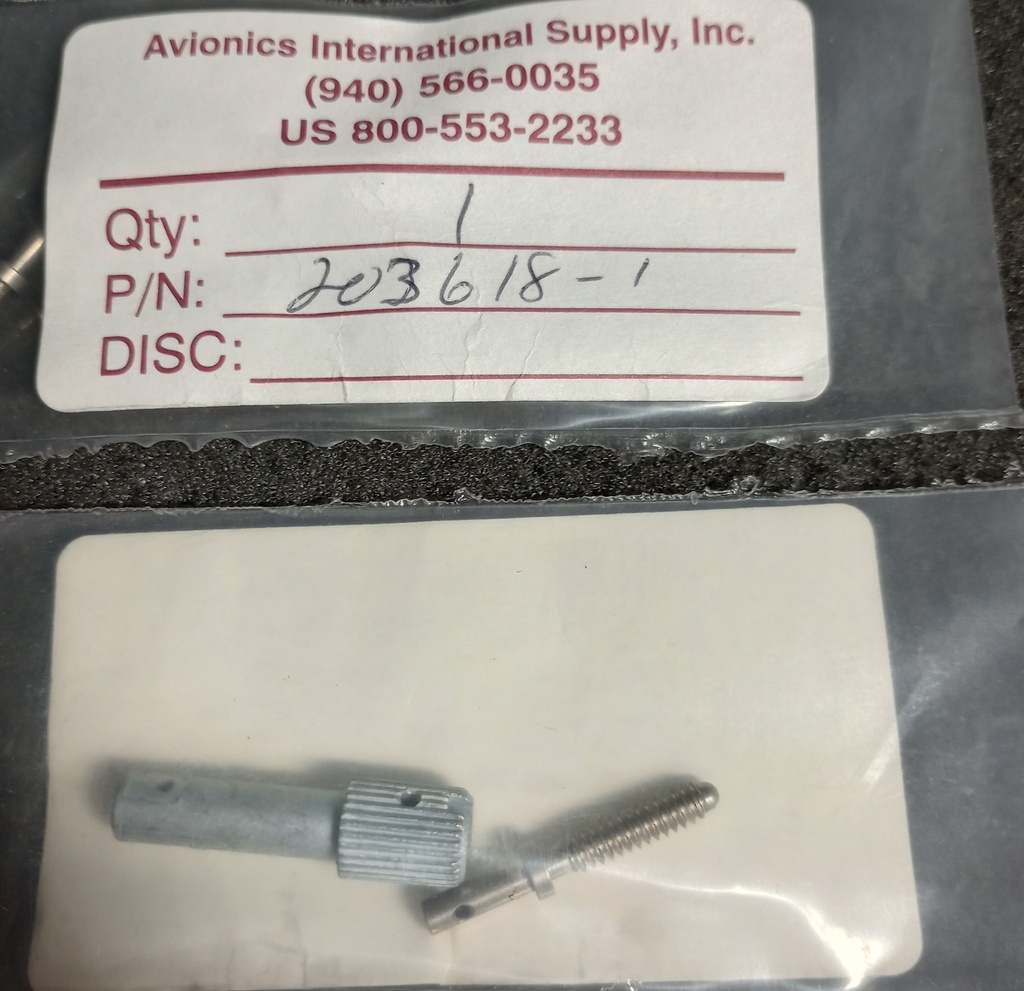 Avionics International Supply, Inc.
(940) 566-0035
US 800-553-2233
Qty: 1
P/N: 203618-1
DISC: